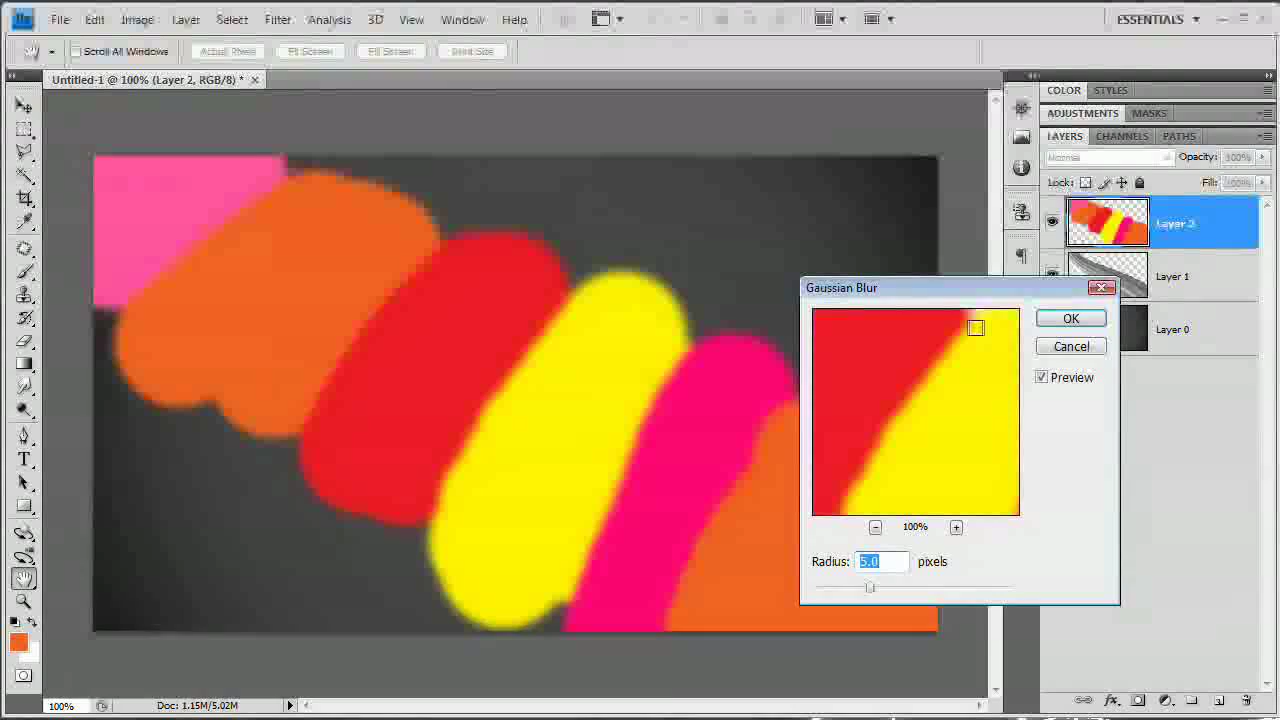 File Edit Image Layer Select Filter Analysis 3D View Window Help ESSENTIALS
Scroll All Windows Actual Pixels Fit Screen Fill Screen Print Size
Untitled-1 @ 100% (Layer 2, RGB/8) *
COLOR STYLES
ADJUSTMENTS MASKS
LAYERS CHANNELS PATHS
Normal Opacity: 100%
Lock: Fill: 100%
Layer 2
Layer 1
Layer 0
Gaussian Blur
OK
Cancel
Preview
100%
Radius: 5.0 pixels
100% Doc: 1.15M/5.02M